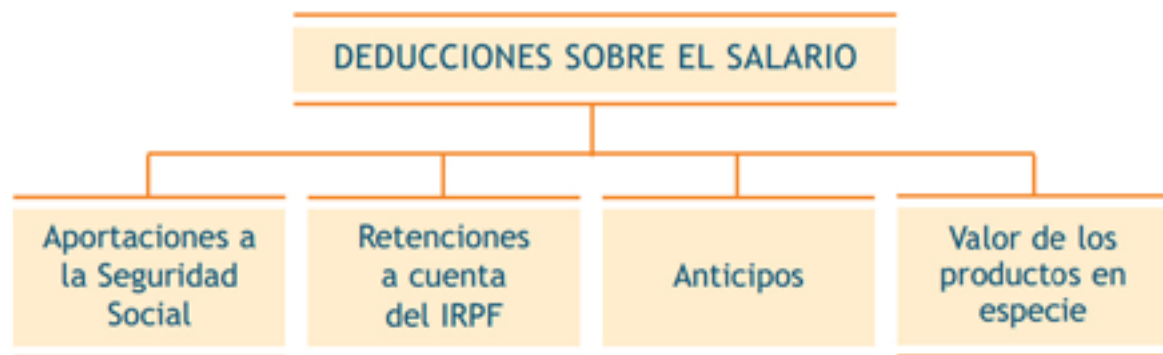 DEDUCCIONES SOBRE EL SALARIO
Aportaciones a
la Seguridad
Social
Retenciones
a cuenta
del IRPF
Anticipos
Valor de los
productos en
especie